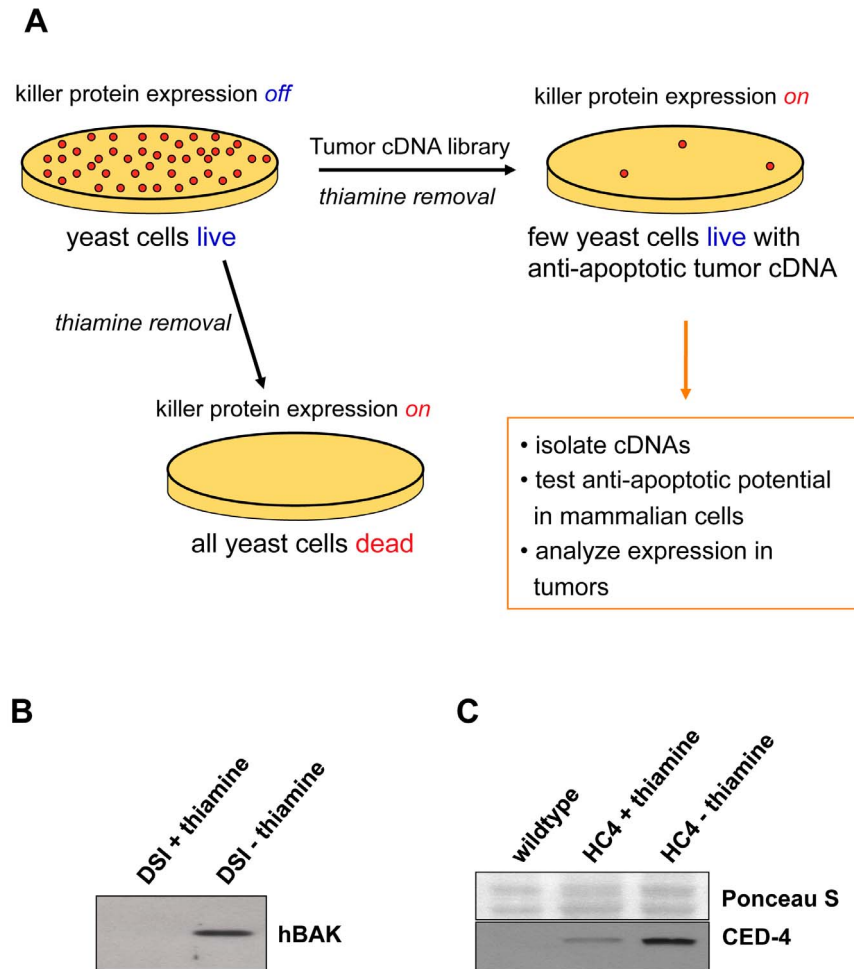 A
killer protein expression off
killer protein expression on
Tumor cDNA library
thiamine removal
yeast cells live
few yeast cells live with
anti-apoptotic tumor cDNA
thiamine removal
killer protein expression on
all yeast cells dead
• isolate cDNAs
• test anti-apoptotic potential
in mammalian cells
• analyze expression in
tumors
B
DSI + thiamine
DSI - thiamine
hBAK
C
wildtype
HC4 + thiamine
HC4 - thiamine
Ponceau S
CED-4